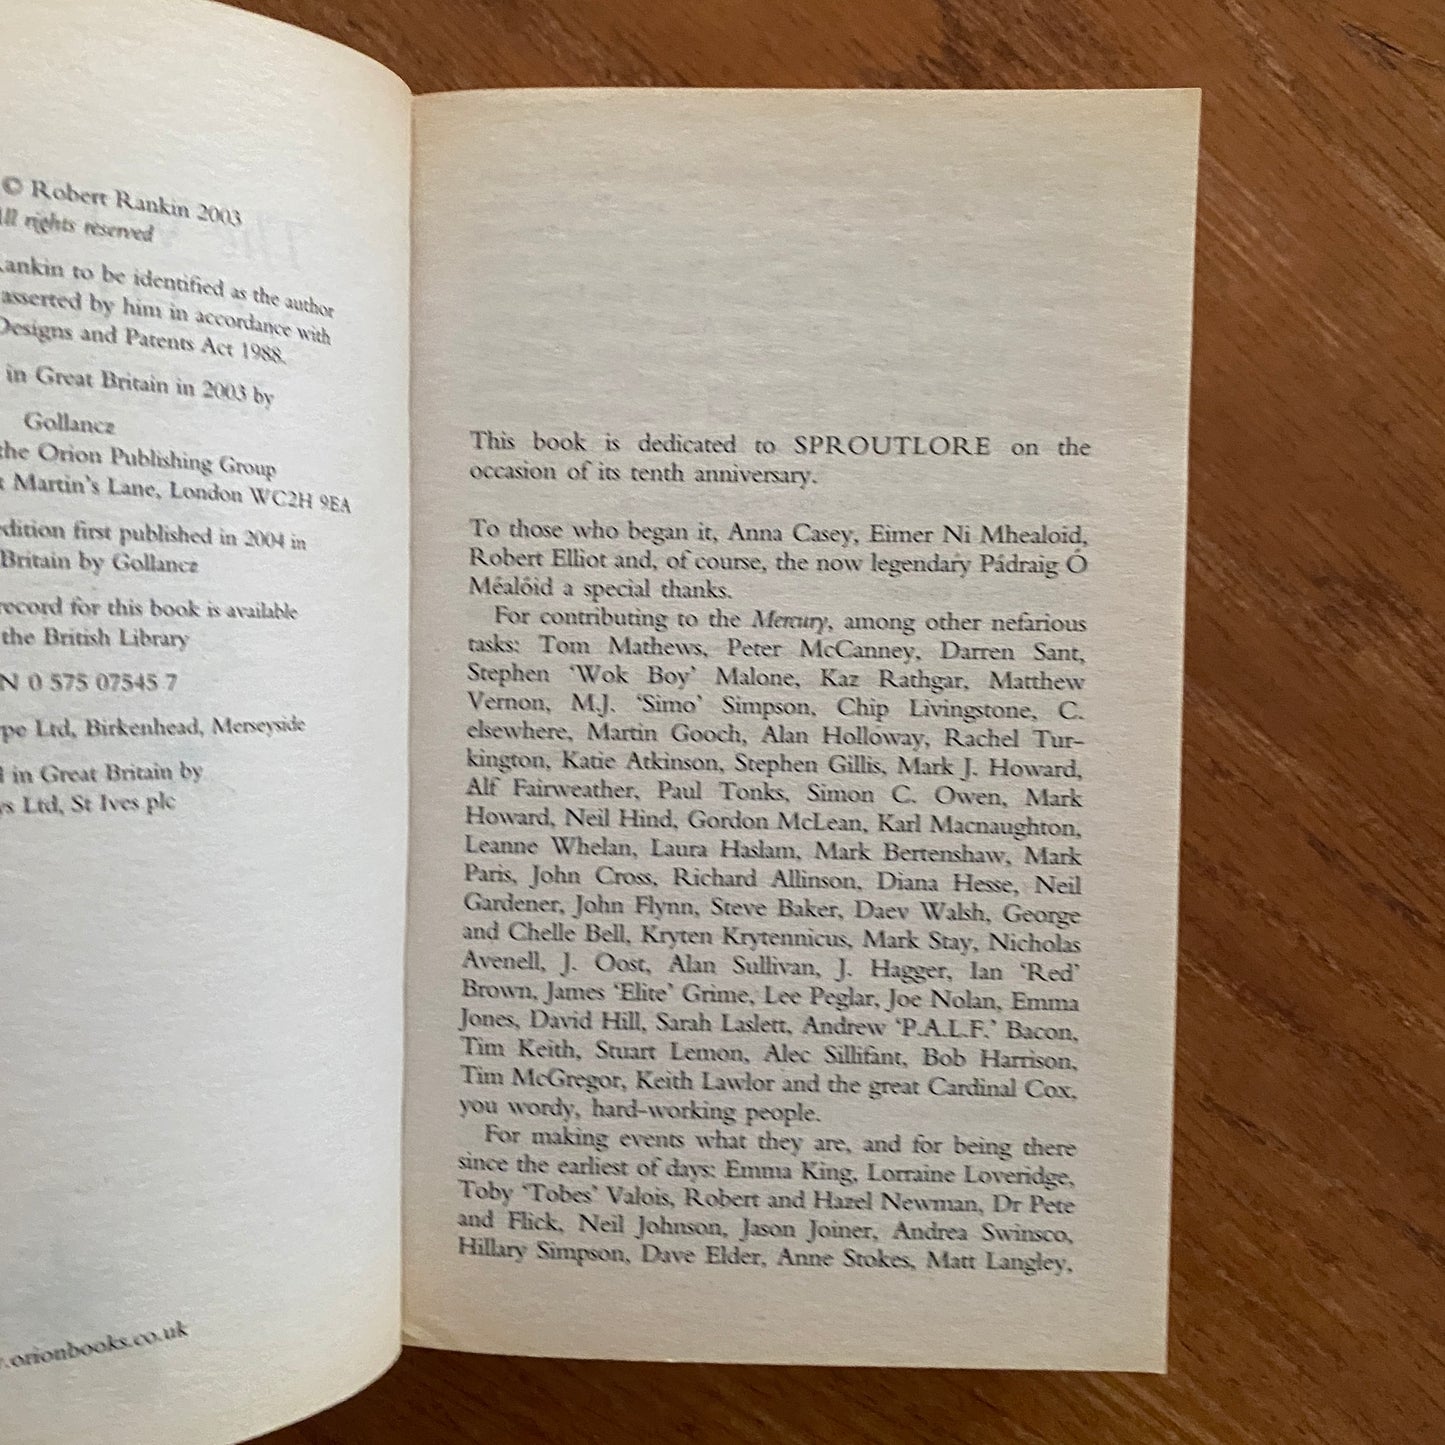 © Robert Rankin 2003
All rights reserved
Rankin to be identified as the author
asserted by him in accordance with
Designs and Patents Act 1988.
in Great Britain in 2003 by
Gollancz
the Orion Publishing Group
Martin's Lane, London WC2H 9EA
edition first published in 2004 in
Britain by Gollancz
record for this book is available
the British Library
N 0 575 07545 7
Ltd, Birkenhead, Merseyside
in Great Britain by
Ltd, St Ives plc
.orionbooks.co.uk
This book is dedicated to SPROUTLORE on the
occasion of its tenth anniversary.
To those who began it, Anna Casey, Eimer Ni Mhealoid,
Robert Elliot and, of course, the now legendary Pádraig Ó
Méalóid a special thanks.
For contributing to the Mercury, among other nefarious
tasks: Tom Mathews, Peter McCanney, Darren Sant,
Stephen ‘Wok Boy’ Malone, Kaz Rathgar, Matthew
Vernon, M.J. ‘Simo’ Simpson, Chip Livingstone, C.
elsewhere, Martin Gooch, Alan Holloway, Rachel Tur-
kington, Katie Atkinson, Stephen Gillis, Mark J. Howard,
Alf Fairweather, Paul Tonks, Simon C. Owen, Mark
Howard, Neil Hind, Gordon McLean, Karl Macnaughton,
Leanne Whelan, Laura Haslam, Mark Bertenshaw, Mark
Paris, John Cross, Richard Allinson, Diana Hesse, Neil
Gardener, John Flynn, Steve Baker, Daev Walsh, George
and Chelle Bell, Kryten Krytennicus, Mark Stay, Nicholas
Avenell, J. Oost, Alan Sullivan, J. Hagger, Ian ‘Red’
Brown, James ‘Elite’ Grime, Lee Peglar, Joe Nolan, Emma
Jones, David Hill, Sarah Laslett, Andrew ‘P.A.L.F.’ Bacon,
Tim Keith, Stuart Lemon, Alec Sillifant, Bob Harrison,
Tim McGregor, Keith Lawlor and the great Cardinal Cox,
you wordy, hard-working people.
For making events what they are, and for being there
since the earliest of days: Emma King, Lorraine Loveridge,
Toby ‘Tobes’ Valois, Robert and Hazel Newman, Dr Pete
and Flick, Neil Johnson, Jason Joiner, Andrea Swinsco,
Hillary Simpson, Dave Elder, Anne Stokes, Matt Langley,